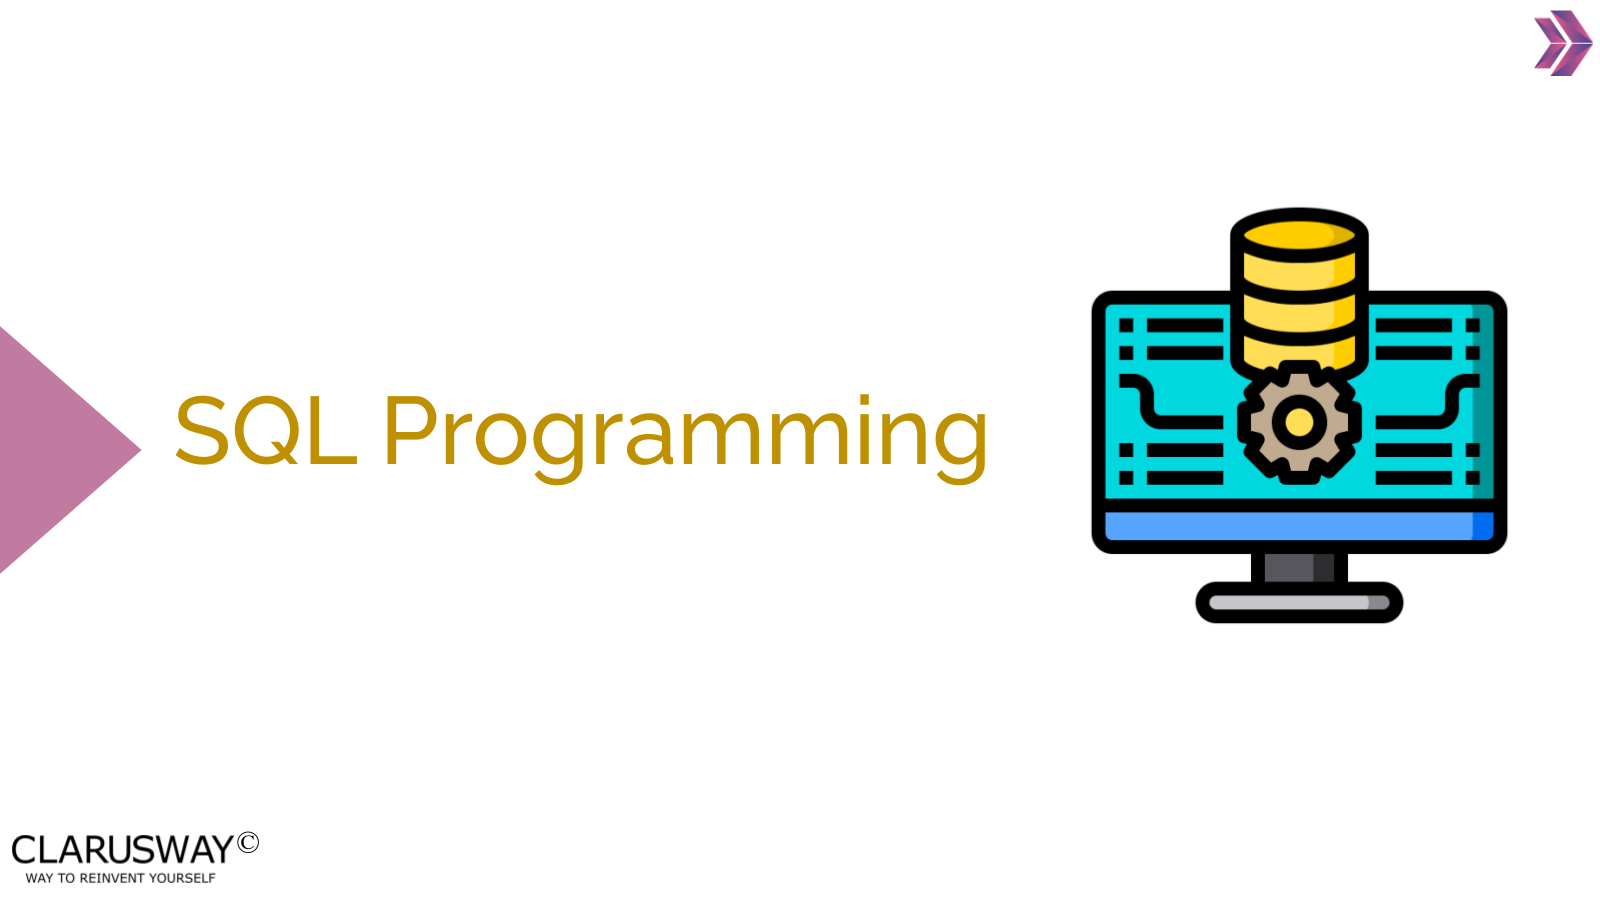 SQL Programming
CLARUSWAY©
WAY TO REINVENT YOURSELF